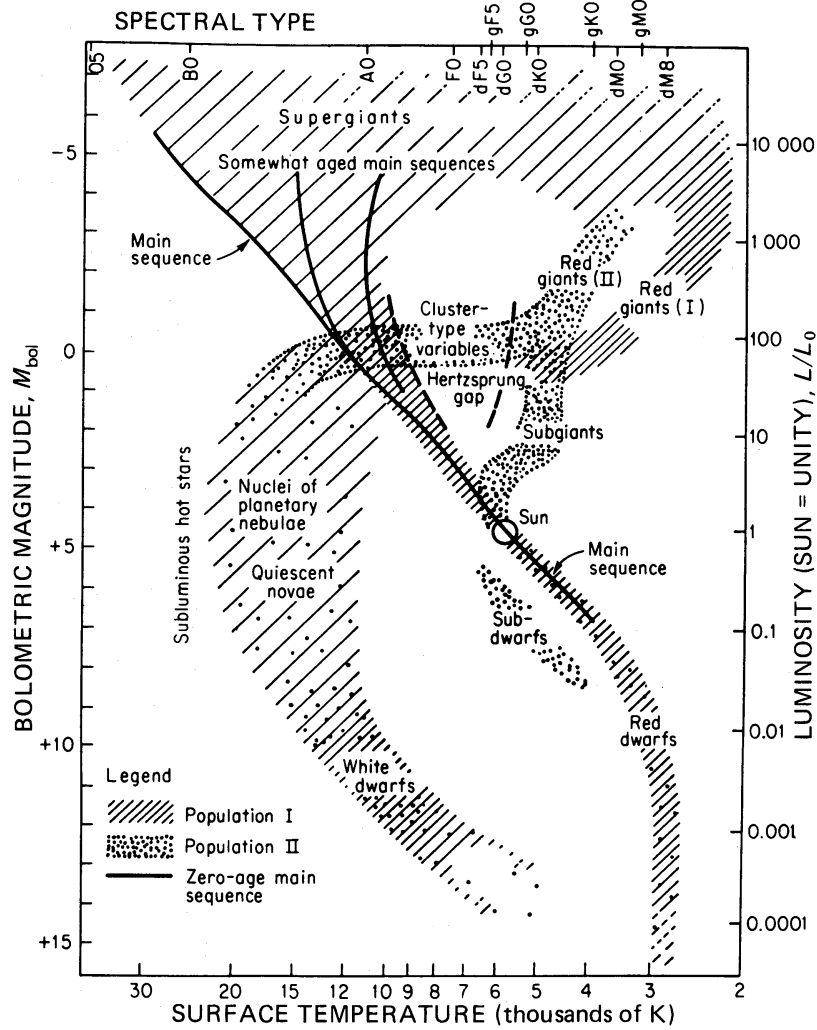 SPECTRAL TYPE
O5
B0
A0
F0
dF5
gF5
dG0
gG0
dK0
gK0
dM0
gM0
dM8
Supergiants
Somewhat aged main sequences
Main
sequence
Red
giants (II)
Red
giants (I)
Cluster-
type
variables
Hertzsprung
gap
Subgiants
Subluminous hot stars
Nuclei of
planetary
nebulae
Quiescent
novae
Sun
Main
sequence
Sub-
dwarfs
Red
dwarfs
White
dwarfs
Legend
Population I
Population II
Zero-age main
sequence
BOLOMETRIC MAGNITUDE, Mbol
−5
0
+5
+10
+15
LUMINOSITY (SUN = UNITY), L/L0
10 000
1 000
100
10
1
0.1
0.01
0.001
0.0001
30
20
15
12
10
9
8
7
6
5
4
3
2
SURFACE TEMPERATURE (thousands of K)